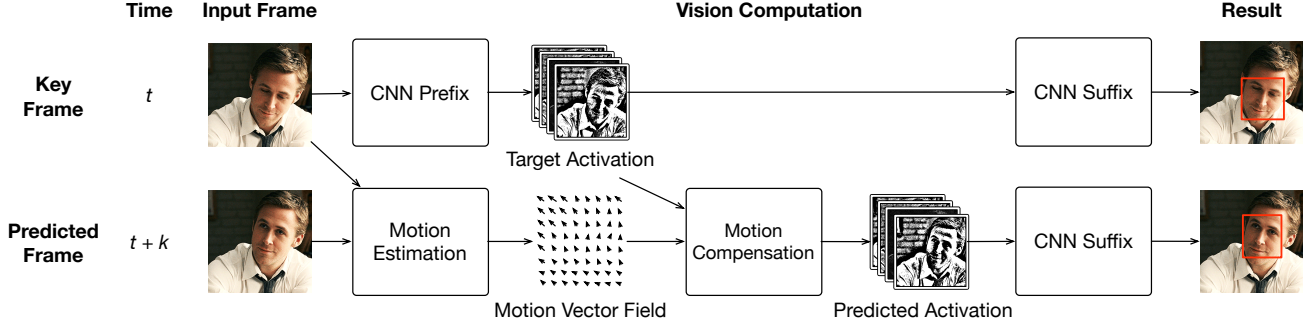 Time
Input Frame
Vision Computation
Result
Key
Frame
t
CNN Prefix
Target Activation
CNN Suffix
Predicted
Frame
t + k
Motion
Estimation
Motion Vector Field
Motion
Compensation
Predicted Activation
CNN Suffix